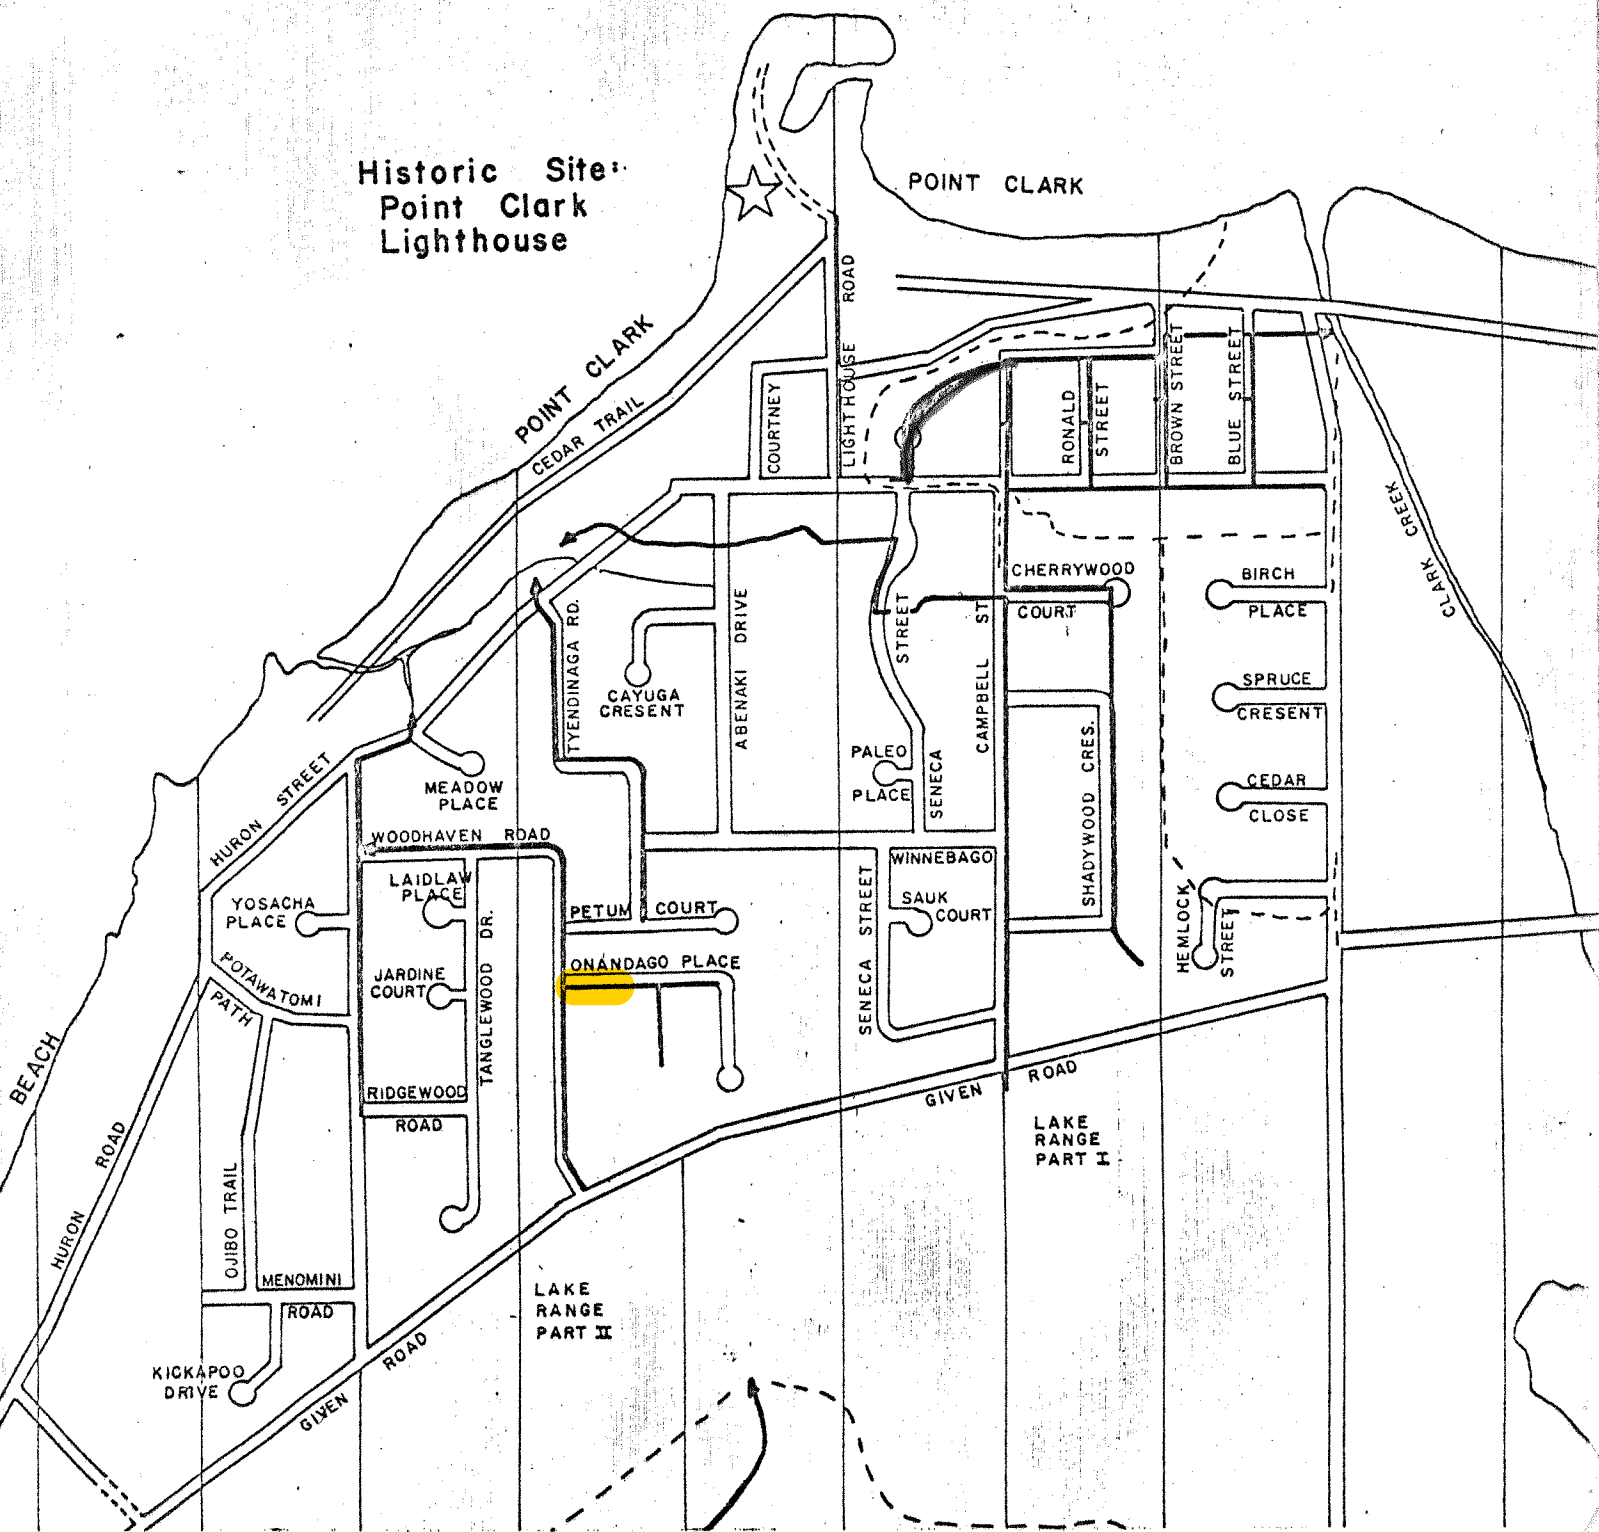 Historic Site:
Point Clark
Lighthouse
POINT CLARK
POINT CLARK
CEDAR TRAIL
LIGHTHOUSE ROAD
COURTNEY
RONALD
STREET
BROWN STREET
BLUE STREET
CLARK CREEK
CHERRYWOOD
COURT
BIRCH
PLACE
SPRUCE
CRESENT
CEDAR
CLOSE
HEMLOCK
STREET
SHADYWOOD CRES.
CAMPBELL ST
SENECA STREET
PALEO
PLACE
ABENAKI DRIVE
TYENDINAGA RD.
CAYUGA
CRESENT
MEADOW
PLACE
HURON STREET
WOODHAVEN ROAD
LAIDLAW
PLACE
YOSACHA
PLACE
PETUM COURT
WINNEBAGO
SAUK
COURT
SENECA STREET
ONANDAGO PLACE
JARDINE
COURT
TANGLEWOOD DR.
POTAWATOMI
PATH
RIDGEWOOD
ROAD
BEACH
HURON ROAD
OJIBO TRAIL
MENOMINI
ROAD
KICKAPOO
DRIVE
GIVEN ROAD
GIVEN ROAD
LAKE
RANGE
PART I
LAKE
RANGE
PART II